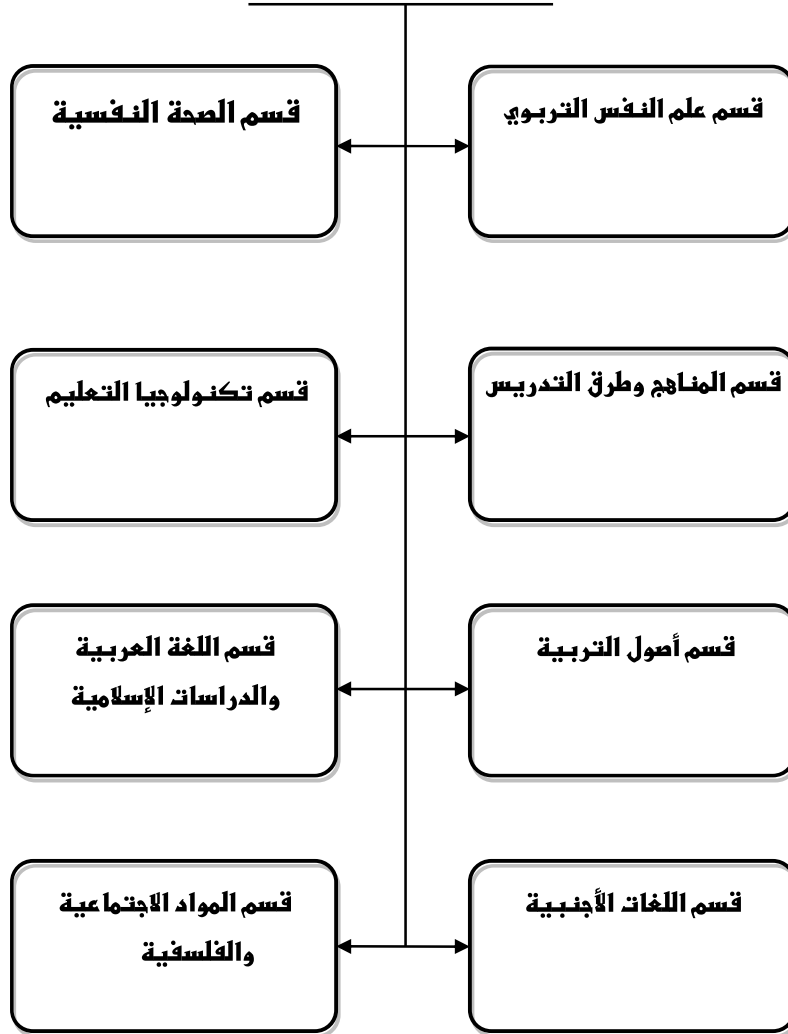 قسم علم النفس التربوي
قسم الصحة النفسية
قسم المناهج وطرق التدريس
قسم تكنولوجيا التعليم
قسم أصول التربية
قسم اللغة العربية
والدراسات الإسلامية
قسم اللغات الأجنبية
قسم المواد الاجتماعية
والفلسفية